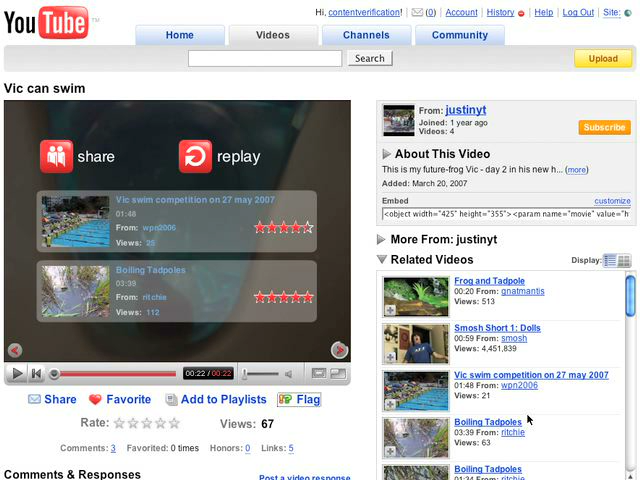 YouTube™
Hi, contentverification! | (0) | Account | History | Help | Log Out | Site:
Home
Videos
Channels
Community
Search
Upload
Vic can swim
share
replay
Vic swim competition on 27 may 2007
01:48
From: wpn2006
Views: 25
Boiling Tadpoles
03:39
From: ritchie
Views: 112
00:22 / 00:22
Share
Favorite
Add to Playlists
Flag
Rate:
Views: 67
Comments: 3
Favorited: 0 times
Honors: 0
Links: 5
Comments & Responses
Post a video response
From: justinyt
Joined: 1 year ago
Videos: 4
Subscribe
About This Video
This is my future-frog Vic - day 2 in his new h... (more)
Added: March 20, 2007
Embed
customize
<object width="425" height="355"><param name="movie" value="h
More From: justinyt
Related Videos
Display:
Frog and Tadpole
00:20 From: gnatmantis
Views: 513
Smosh Short 1: Dolls
00:59 From: smosh
Views: 4,451,839
Vic swim competition on 27 may 2007
01:48 From: wpn2006
Views: 21
Boiling Tadpoles
03:39 From: ritchie
Views: 63
Boiling Tadpoles
01:34 From: ritchie